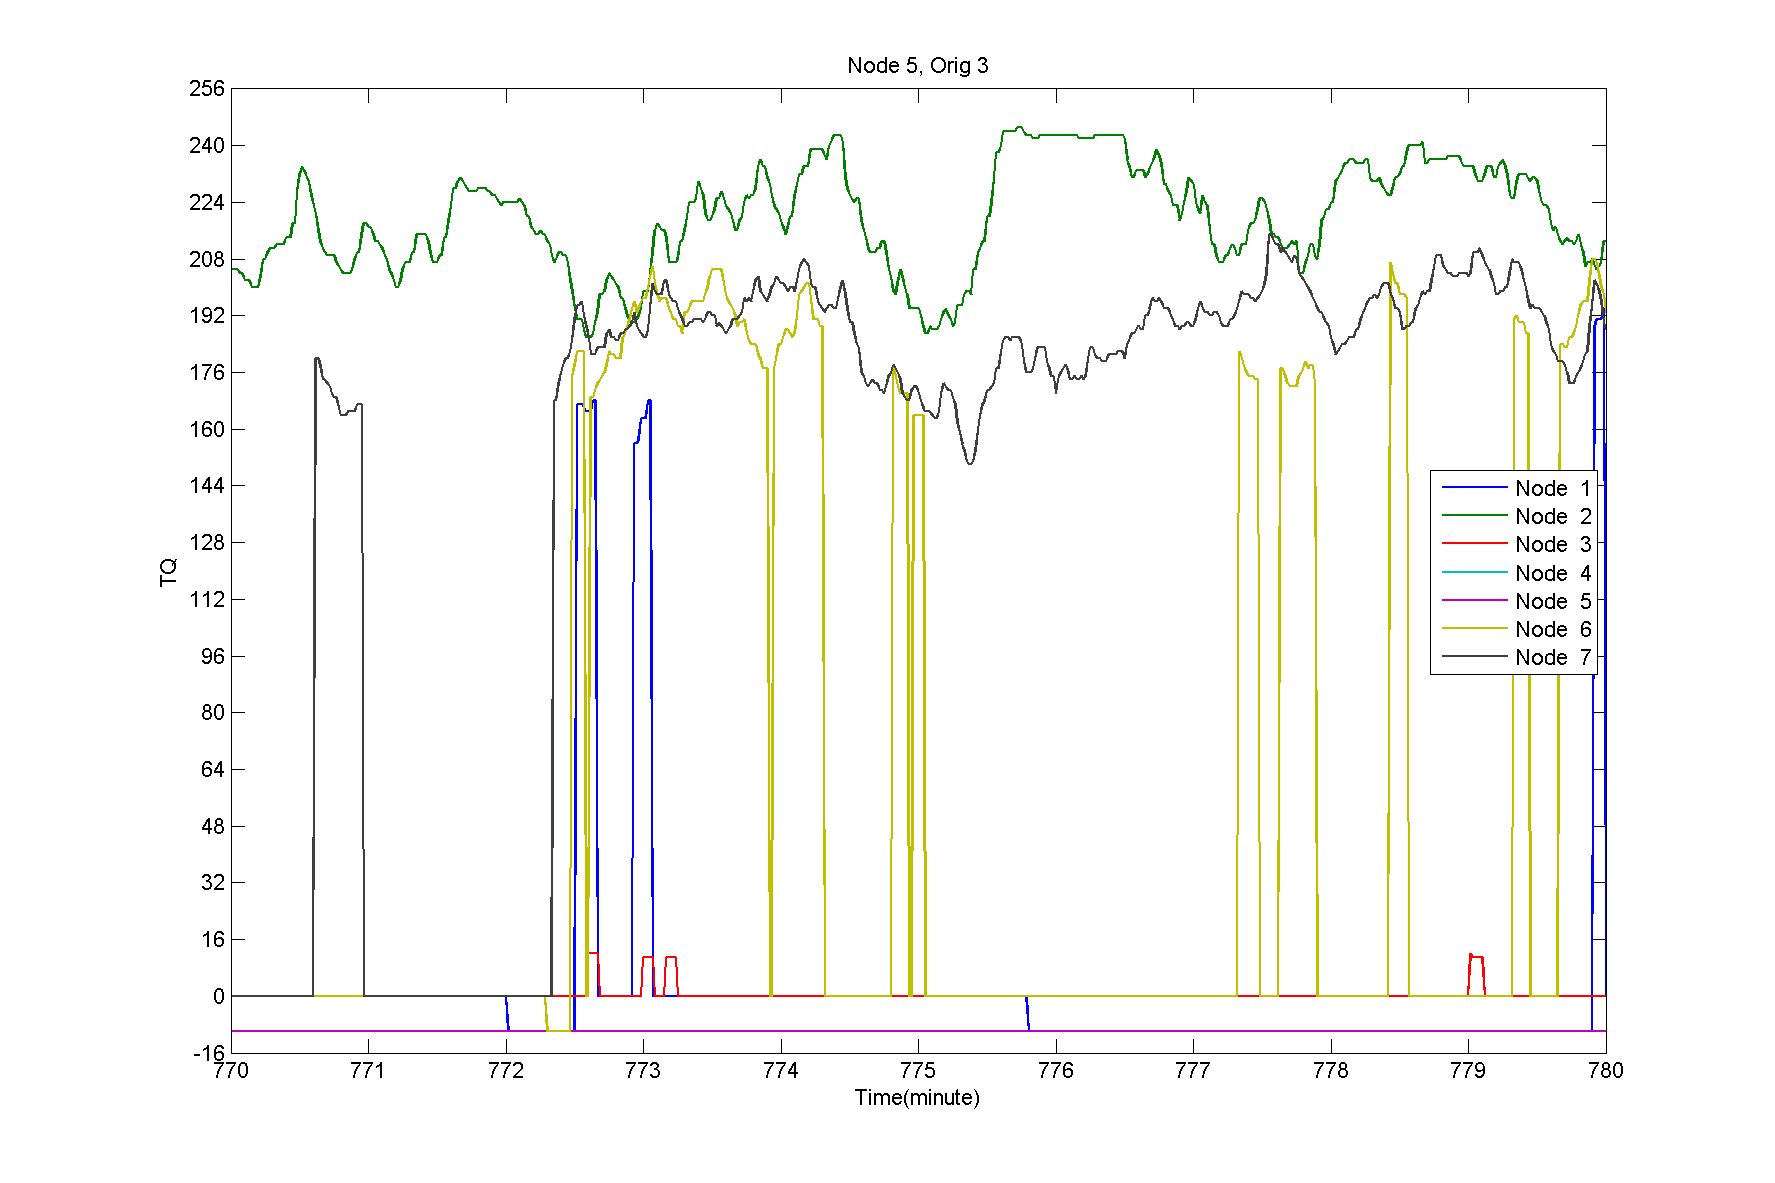 Node 5, Orig 3
256
240
224
208
192
176
160
144
128
112
96
80
64
48
32
16
0
-16
TQ
Node 1
Node 2
Node 3
Node 4
Node 5
Node 6
Node 7
770 771 772 773 774 775 776 777 778 779 780
Time(minute)